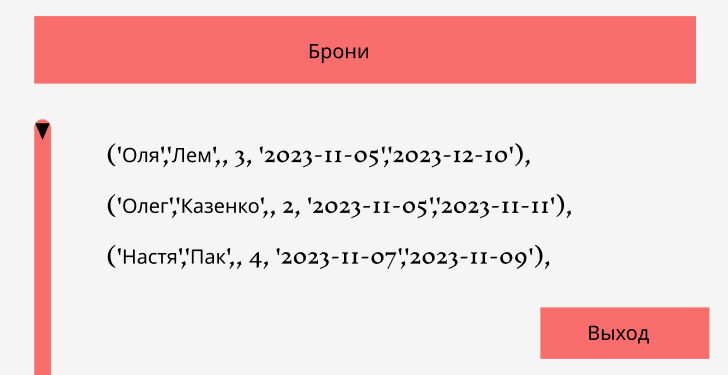 Брони
('Оля','Лем',, 3, '2023-11-05','2023-12-10'),
('Олег','Казенко',, 2, '2023-11-05','2023-11-11'),
('Настя','Пак',, 4, '2023-11-07','2023-11-09'),
Выход